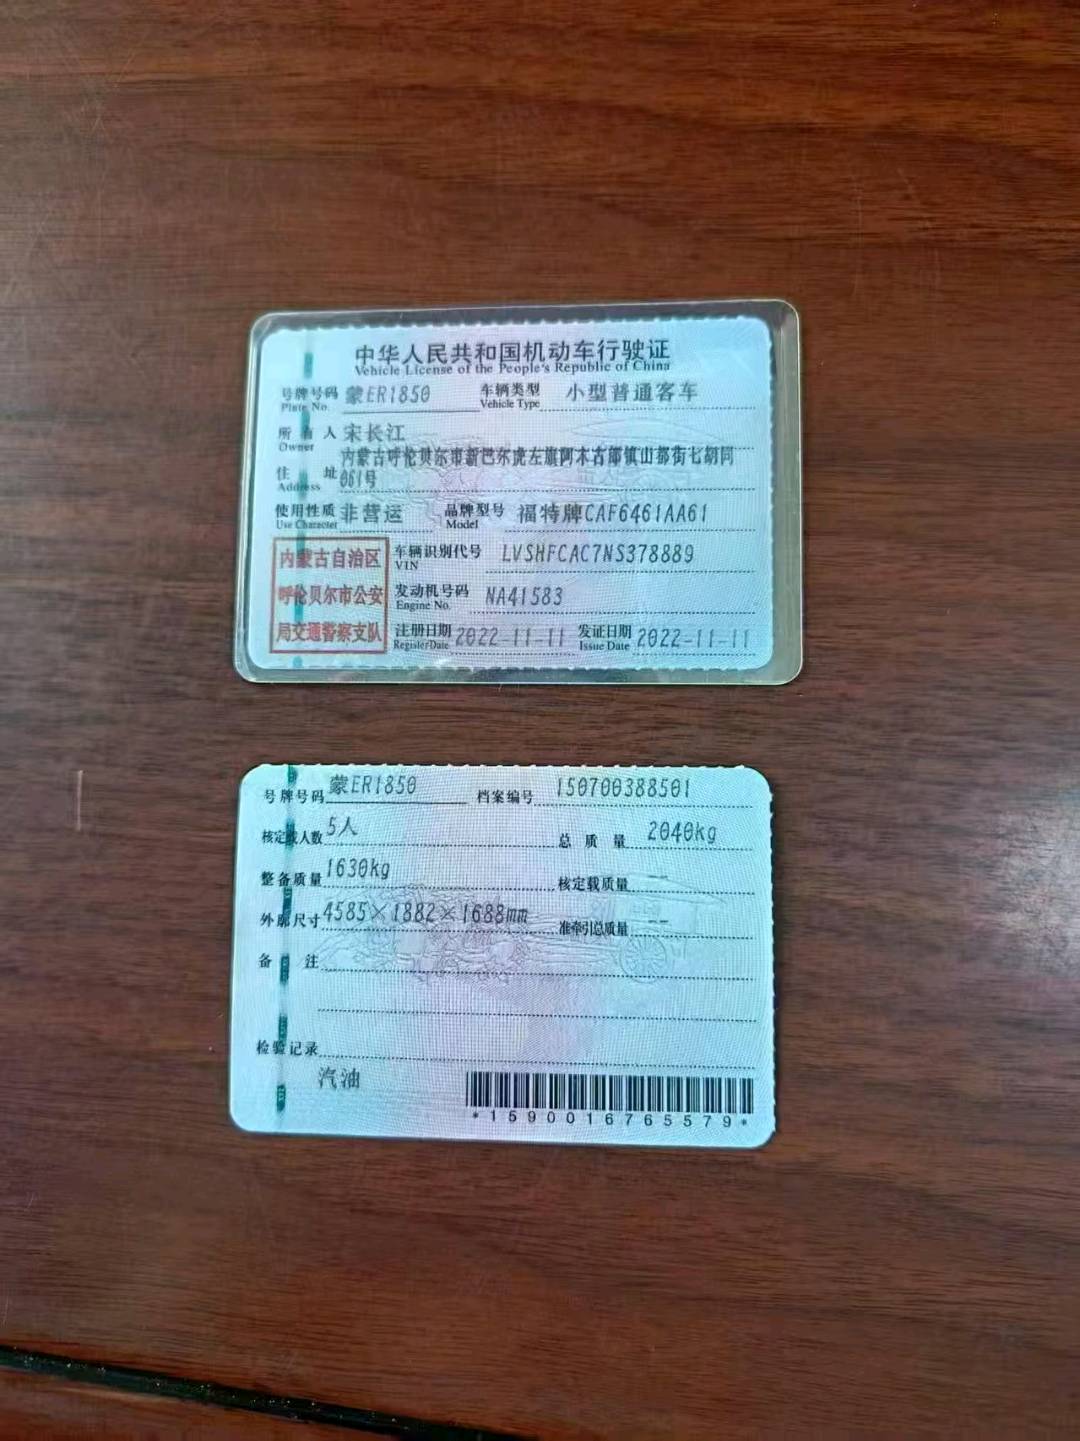 中华人民共和国机动车行驶证
Vehicle License of the People's Republic of China
号牌号码 蒙ER1850 车辆类型 小型普通客车
Plate No. Vehicle Type
所有人 宋长江
Owner
内蒙古呼伦贝尔市新巴尔虎左旗阿木古郎镇山都街七胡同
住址 061号
Address
使用性质 非营运 品牌型号 福特牌CAF6461AA61
Use Character Model
内蒙古自治区 车辆识别代号 LVSHFCAC7NS378889
VIN
呼伦贝尔市公安 发动机号码 NA41583
Engine No.
局交通警察支队 注册日期 2022-11-11 发证日期 2022-11-11
Register Date Issue Date
号牌号码 蒙ER1850 档案编号 150700388501
核定载人数 5人 总质量 2040kg
整备质量 1630kg 核定载质量 --
外廓尺寸 4585×1882×1688mm 准牵引总质量 --
备注
检验记录
汽油
*1590016765579*